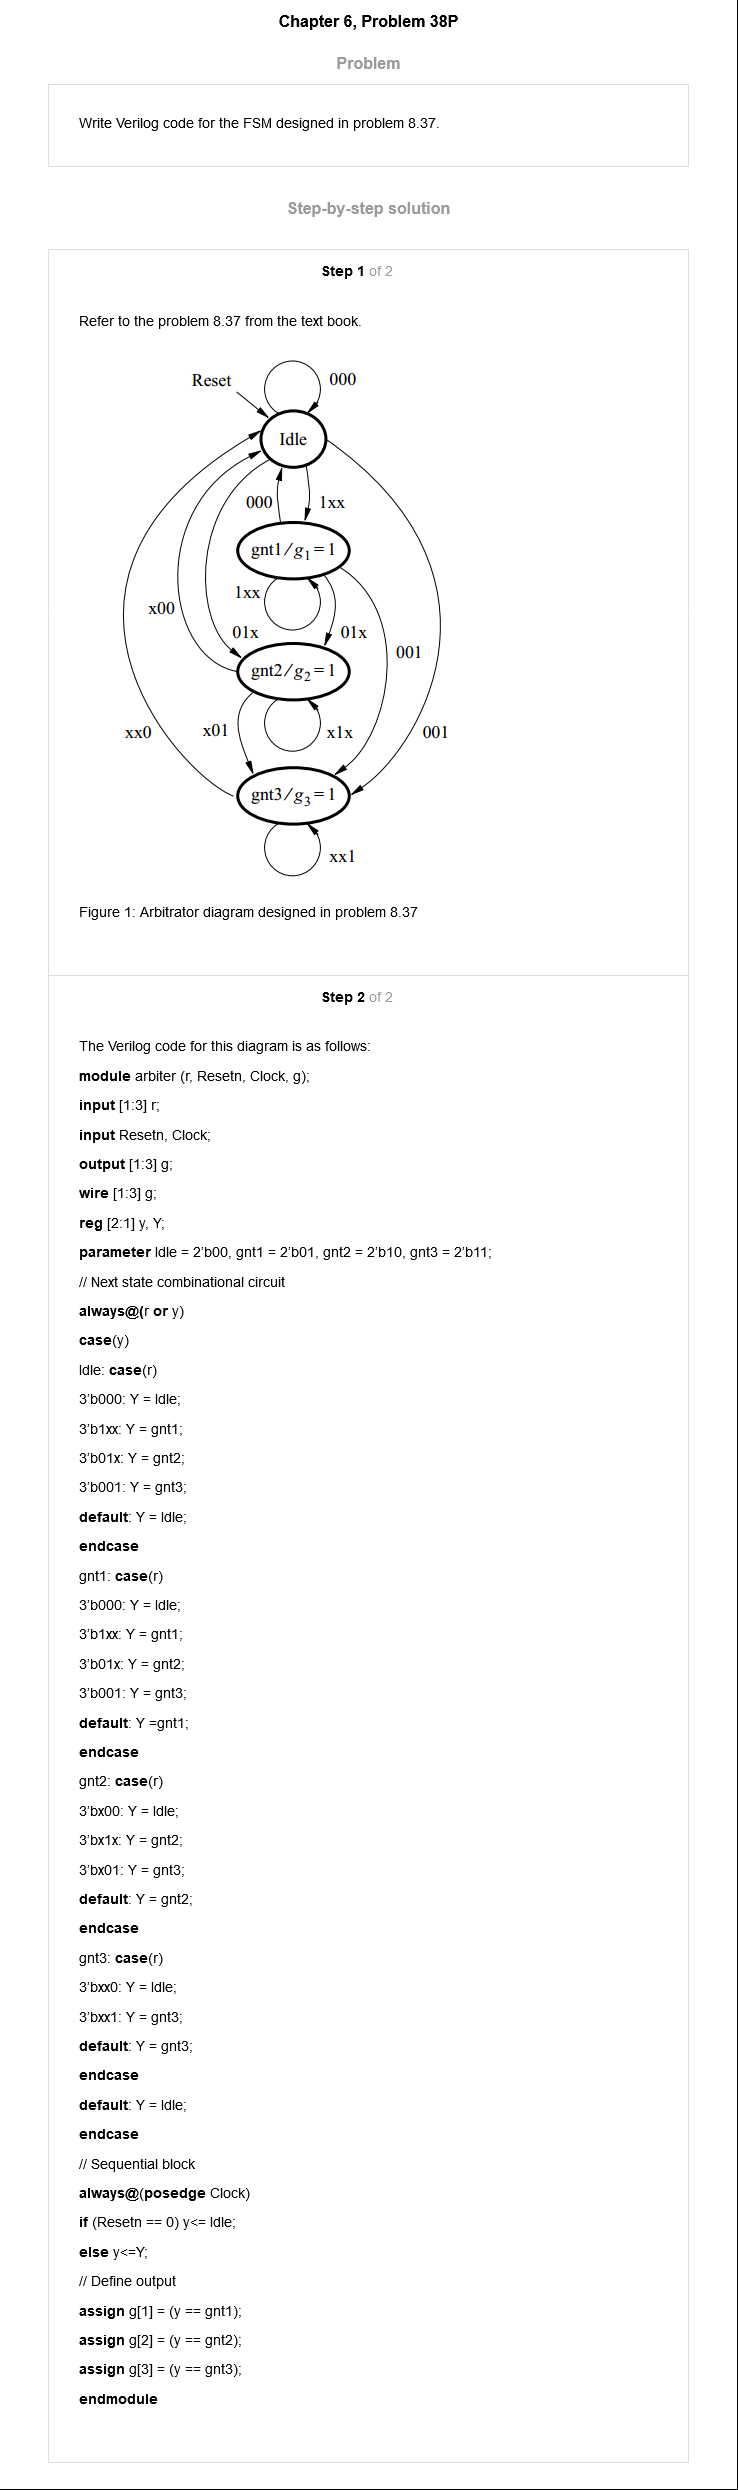 Chapter 6, Problem 38P
Problem
Write Verilog code for the FSM designed in problem 8.37.
Step-by-step solution
Step 1 of 2
Refer to the problem 8.37 from the text book.
Reset
000
Idle
000
1xx
gnt1/g₁ = 1
1xx
x00
01x
01x
001
gnt2/g₂ = 1
xx0
x01
x1x
001
gnt3/g₃ = 1
xx1
Figure 1: Arbitrator diagram designed in problem 8.37
Step 2 of 2
The Verilog code for this diagram is as follows:
module arbiter (r, Resetn, Clock, g);
input [1:3] r;
input Resetn, Clock;
output [1:3] g;
wire [1:3] g;
reg [2:1] y, Y;
parameter Idle = 2'b00, gnt1 = 2'b01, gnt2 = 2'b10, gnt3 = 2'b11;
// Next state combinational circuit
always@(r or y)
case(y)
Idle: case(r)
3'b000: Y = Idle;
3'b1xx: Y = gnt1;
3'b01x: Y = gnt2;
3'b001: Y = gnt3;
default: Y = Idle;
endcase
gnt1: case(r)
3'b000: Y = Idle;
3'b1xx: Y = gnt1;
3'b01x: Y = gnt2;
3'b001: Y = gnt3;
default: Y =gnt1;
endcase
gnt2: case(r)
3'bx00: Y = Idle;
3'bx1x: Y = gnt2;
3'bx01: Y = gnt3;
default: Y = gnt2;
endcase
gnt3: case(r)
3'bxx0: Y = Idle;
3'bxx1: Y = gnt3;
default: Y = gnt3;
endcase
default: Y = Idle;
endcase
// Sequential block
always@(posedge Clock)
if (Resetn == 0) y<= Idle;
else y<=Y;
// Define output
assign g[1] = (y == gnt1);
assign g[2] = (y == gnt2);
assign g[3] = (y == gnt3);
endmodule